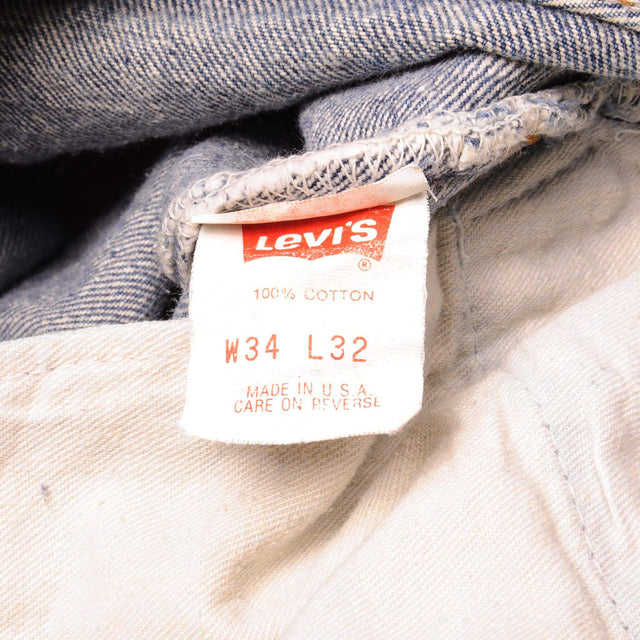 LEVI'S
®
100% COTTON
W34 L32
MADE IN U.S.A.
CARE ON REVERSE